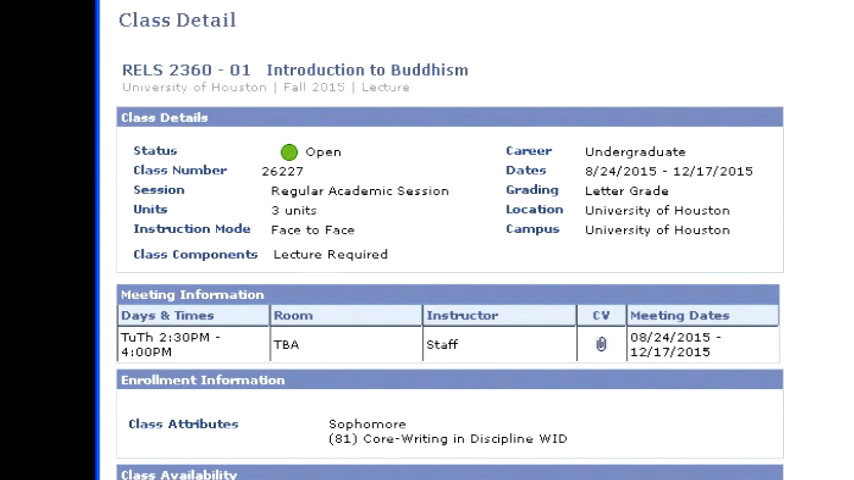 Class Detail
RELS 2360 - 01 Introduction to Buddhism
University of Houston | Fall 2015 | Lecture
Class Details
Status Open Career Undergraduate
Class Number 26227 Dates 8/24/2015 - 12/17/2015
Session Regular Academic Session Grading Letter Grade
Units 3 units Location University of Houston
Instruction Mode Face to Face Campus University of Houston
Class Components Lecture Required
Meeting Information
Days & Times Room Instructor CV Meeting Dates
TuTh 2:30PM - 4:00PM TBA Staff 08/24/2015 - 12/17/2015
Enrollment Information
Class Attributes Sophomore
(81) Core-Writing in Discipline WID
Class Availability